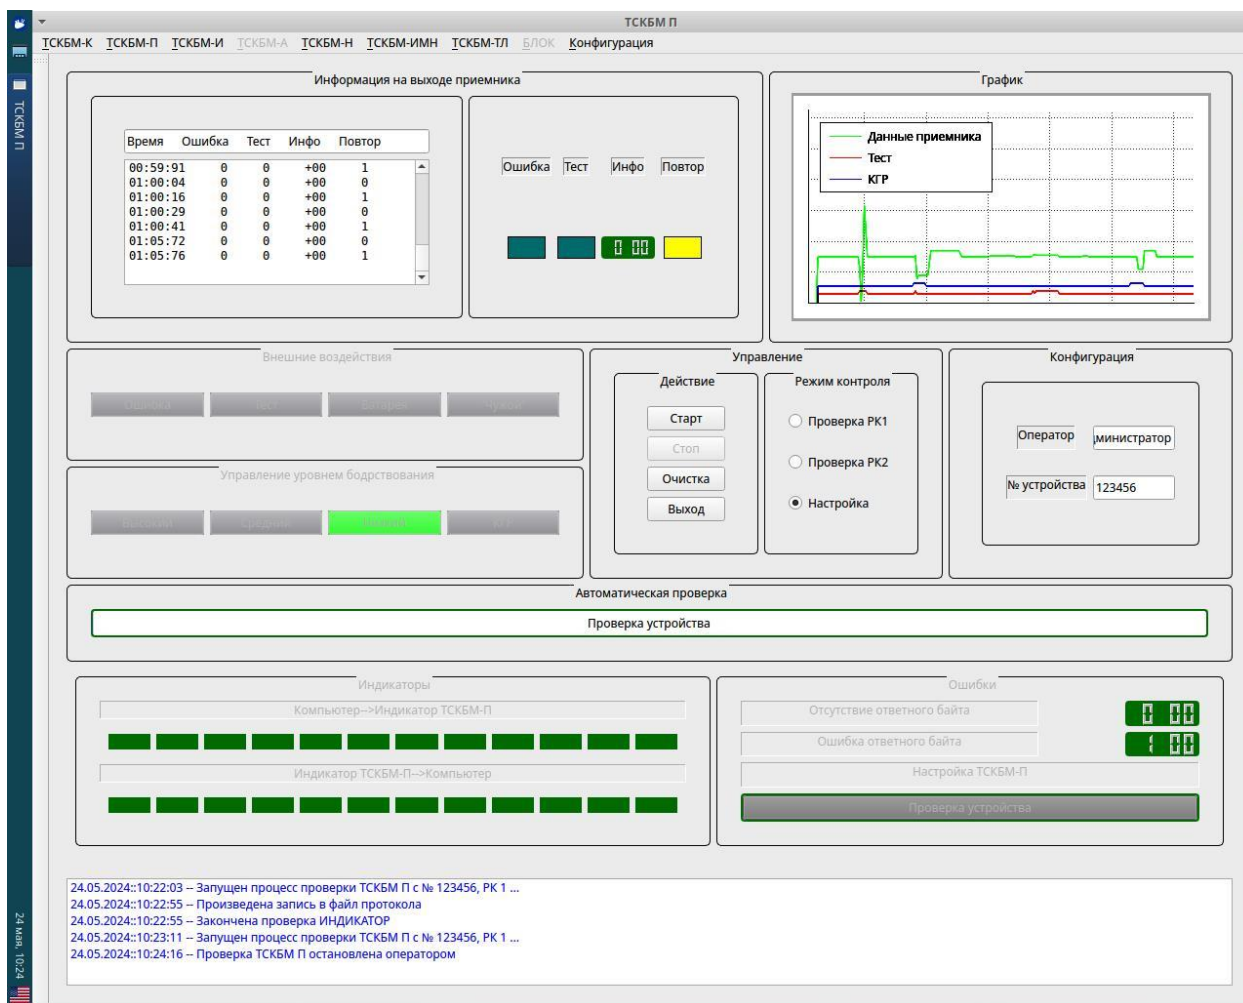 ТСКБМ П
ТСКБМ-К ТСКБМ-П ТСКБМ-И ТСКБМ-А ТСКБМ-Н ТСКБМ-ИМН ТСКБМ-ТЛ БЛОК Конфигурация
ТСКБМ П
Информация на выходе приемника
Время Ошибка Тест Инфо Повтор
00:59:91 0 0 +00 1
01:00:04 0 0 +00 0
01:00:16 0 0 +00 1
01:00:29 0 0 +00 0
01:00:41 0 0 +00 1
01:05:72 0 0 +00 0
01:05:76 0 0 +00 1
Ошибка Тест Инфо Повтор
0 00
График
Данные приемника
Тест
КГР
Внешние воздействия
Ошибка Тест Батарея Чужой
Управление уровнем бодрствования
Высокий Средний Низкий КГР
Управление
Действие
Старт
Стоп
Очистка
Выход
Режим контроля
Проверка РК1
Проверка РК2
Настройка
Конфигурация
Оператор министратор
№ устройства 123456
Автоматическая проверка
Проверка устройства
Индикаторы
Компьютер-->Индикатор ТСКБМ-П
Индикатор ТСКБМ-П-->Компьютер
Ошибки
Отсутствие ответного байта 0 00
Ошибка ответного байта 1 00
Настройка ТСКБМ-П
Проверка устройства
24.05.2024::10:22:03 -- Запущен процесс проверки ТСКБМ П с № 123456, РК 1 ...
24.05.2024::10:22:55 -- Произведена запись в файл протокола
24.05.2024::10:22:55 -- Закончена проверка ИНДИКАТОР
24.05.2024::10:23:11 -- Запущен процесс проверки ТСКБМ П с № 123456, РК 1 ...
24.05.2024::10:24:16 -- Проверка ТСКБМ П остановлена оператором
24 мая, 10:24